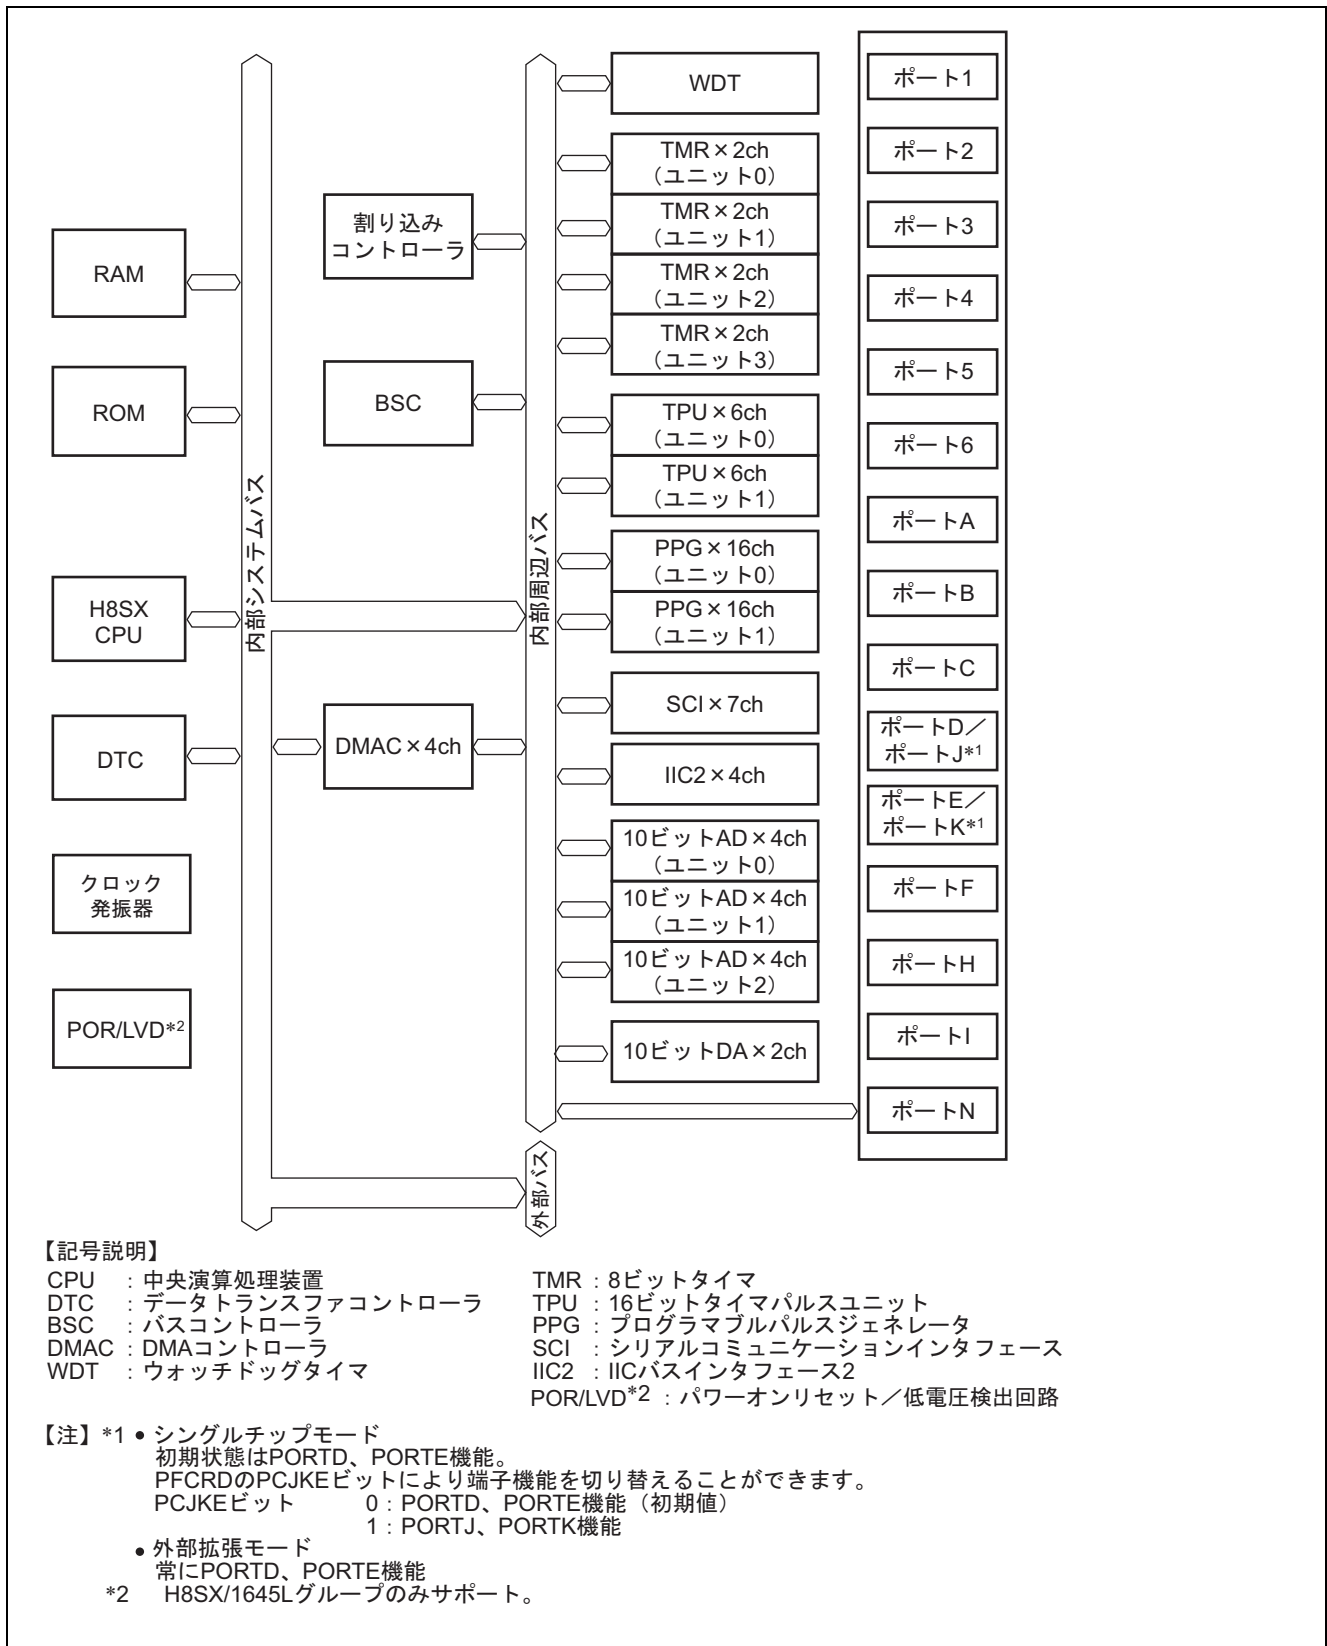 RAM
ROM
H8SX
CPU
DTC
クロック
発振器
POR/LVD*2
内部システムバス
割り込み
コントローラ
BSC
DMAC×4ch
内部周辺バス
外部バス
WDT
TMR×2ch
（ユニット0）
TMR×2ch
（ユニット1）
TMR×2ch
（ユニット2）
TMR×2ch
（ユニット3）
TPU×6ch
（ユニット0）
TPU×6ch
（ユニット1）
PPG×16ch
（ユニット0）
PPG×16ch
（ユニット1）
SCI×7ch
IIC2×4ch
10ビットAD×4ch
（ユニット0）
10ビットAD×4ch
（ユニット1）
10ビットAD×4ch
（ユニット2）
10ビットDA×2ch
ポート1
ポート2
ポート3
ポート4
ポート5
ポート6
ポートA
ポートB
ポートC
ポートD／
ポートJ*1
ポートE／
ポートK*1
ポートF
ポートH
ポートI
ポートN
【記号説明】
CPU ：中央演算処理装置
DTC ：データトランスファコントローラ
BSC ：バスコントローラ
DMAC：DMAコントローラ
WDT ：ウォッチドッグタイマ
TMR ：8ビットタイマ
TPU ：16ビットタイマパルスユニット
PPG ：プログラマブルパルスジェネレータ
SCI ：シリアルコミュニケーションインタフェース
IIC2 ：IICバスインタフェース2
POR/LVD*2 ：パワーオンリセット／低電圧検出回路
【注】*1 ● シングルチップモード
初期状態はPORTD、PORTE機能。
PFCRDのPCJKEビットにより端子機能を切り替えることができます。
PCJKEビット 0：PORTD、PORTE機能（初期値）
1：PORTJ、PORTK機能
● 外部拡張モード
常にPORTD、PORTE機能
*2 H8SX/1645Lグループのみサポート。